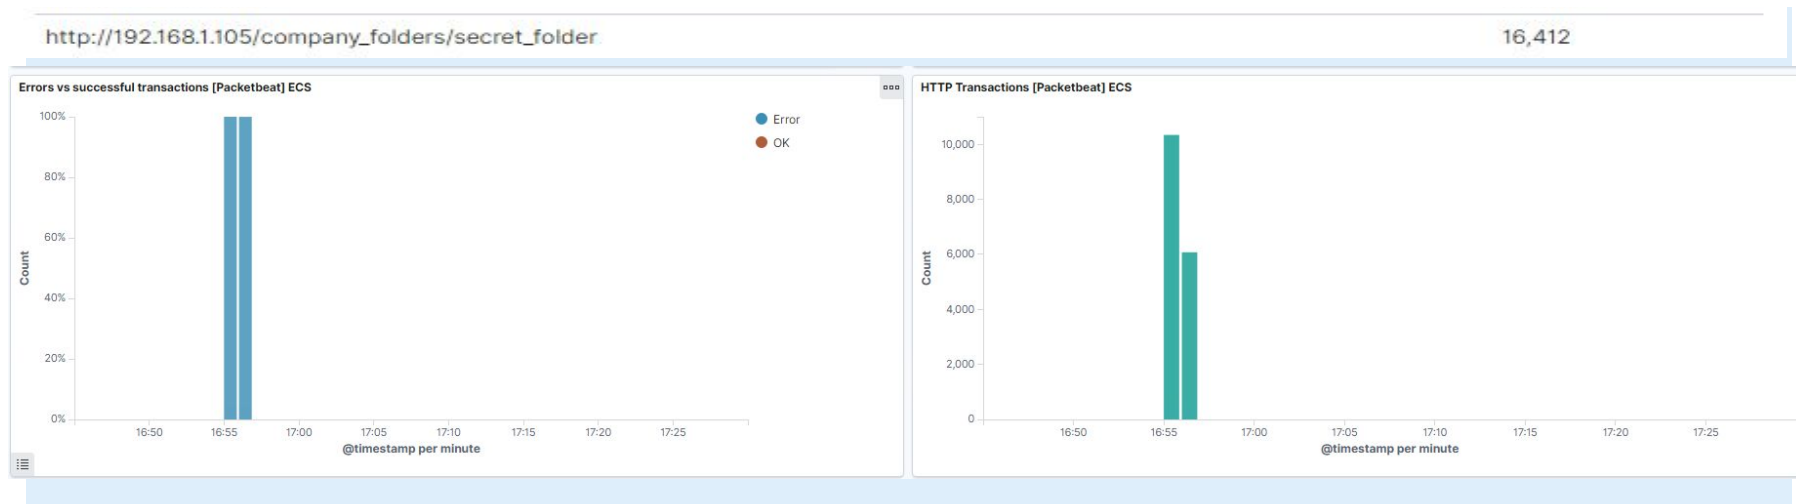 http://192.168.1.105/company_folders/secret_folder 16,412
Errors vs successful transactions [Packetbeat] ECS
100%
80%
60%
40%
20%
0%
Count
16:50 16:55 17:00 17:05 17:10 17:15 17:20 17:25
@timestamp per minute
Error
OK
HTTP Transactions [Packetbeat] ECS
10,000
8,000
6,000
4,000
2,000
0
Count
16:50 16:55 17:00 17:05 17:10 17:15 17:20 17:25
@timestamp per minute